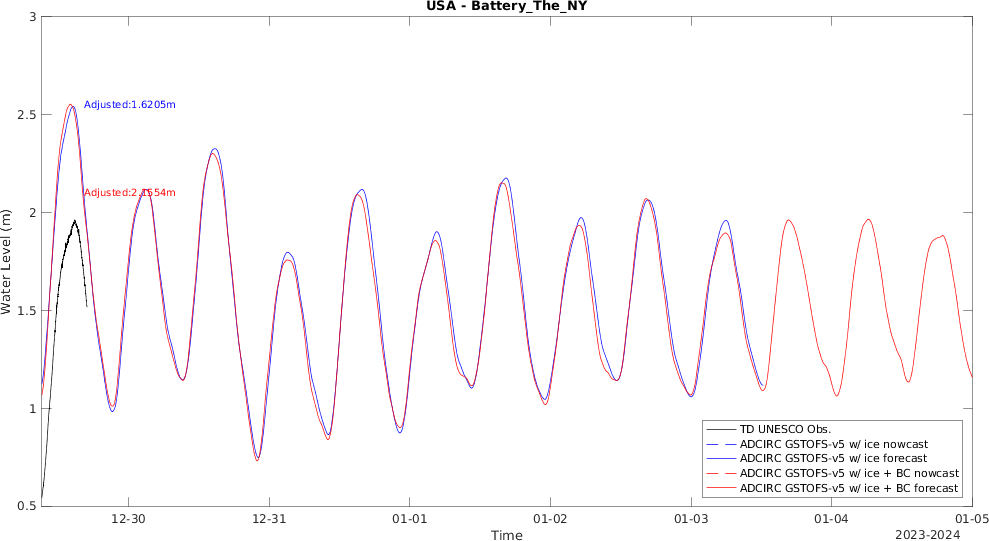 USA - Battery_The_NY
3
2.5
2
1.5
1
0.5
Water Level (m)
Adjusted:1.6205m
12-30
12-31
01-01
01-02
01-03
01-04
01-05
Time
2023-2024
TD UNESCO Obs.
ADCIRC GSTOFS-v5 w/ ice nowcast
ADCIRC GSTOFS-v5 w/ ice forecast
ADCIRC GSTOFS-v5 w/ ice + BC nowcast
ADCIRC GSTOFS-v5 w/ ice + BC forecast